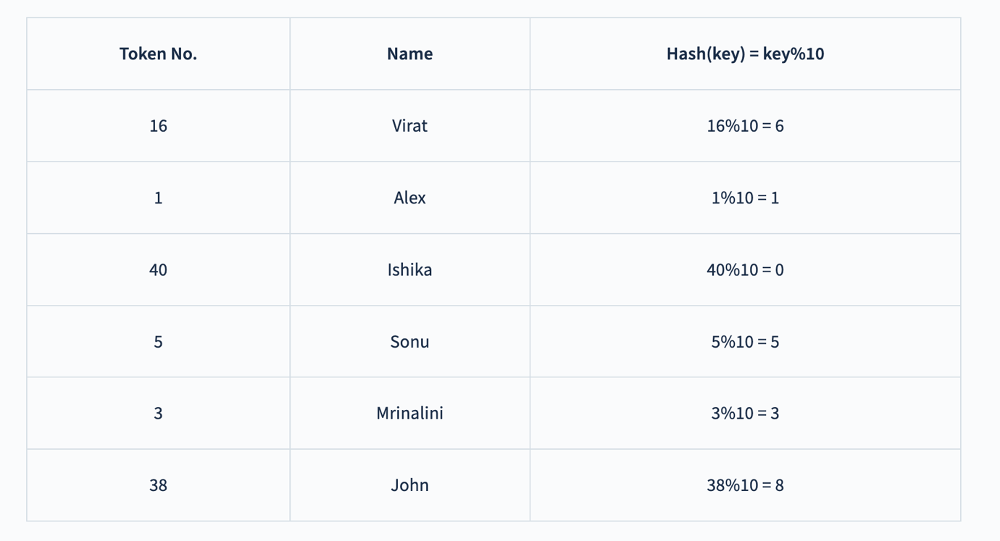 Token No. Name Hash(key) = key%10
16 Virat 16%10 = 6
1 Alex 1%10 = 1
40 Ishika 40%10 = 0
5 Sonu 5%10 = 5
3 Mrinalini 3%10 = 3
38 John 38%10 = 8